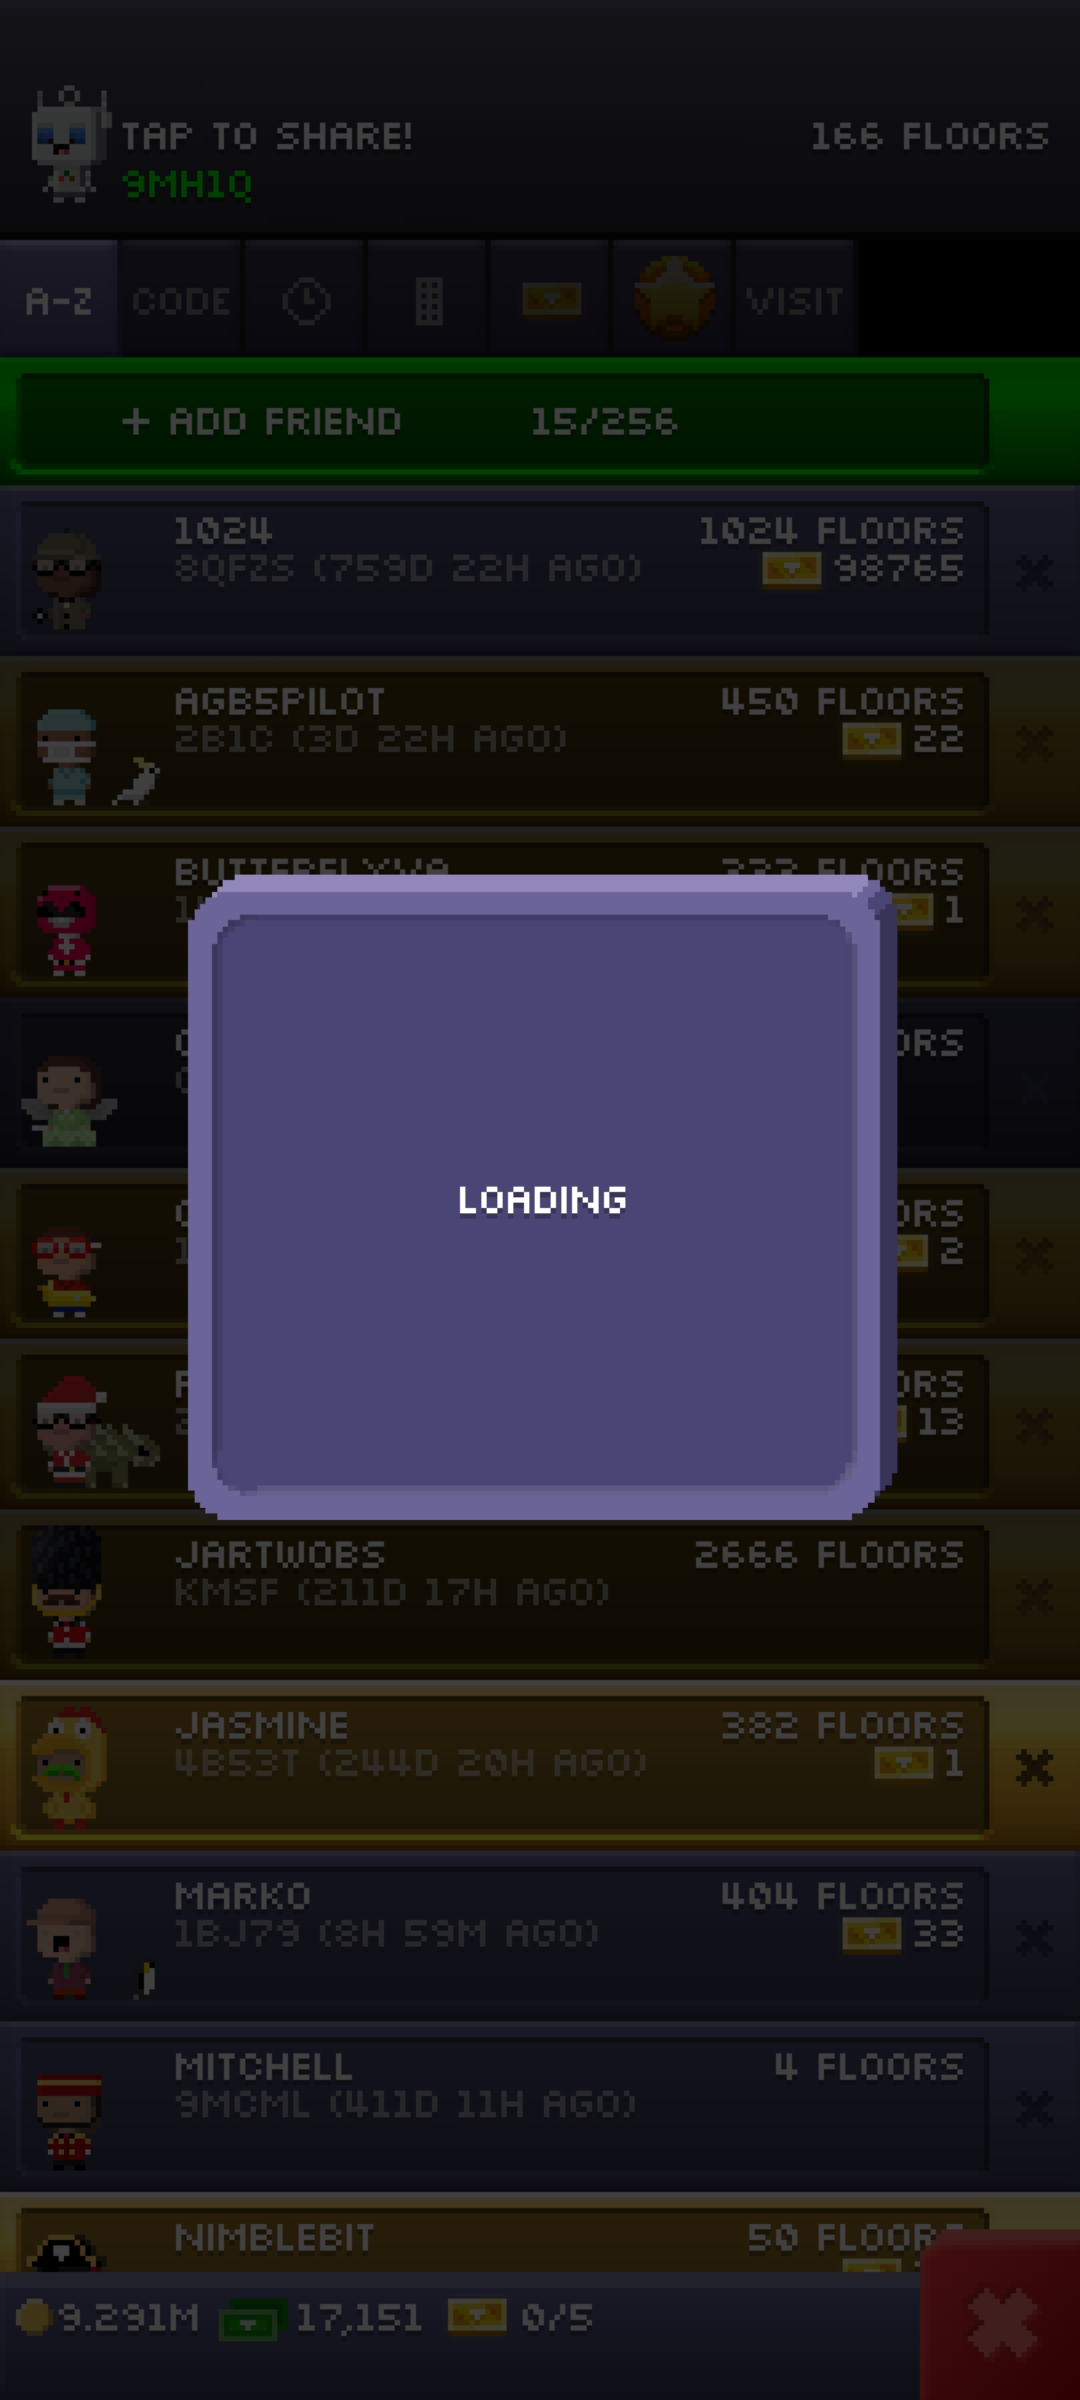 TAP TO SHARE!
166 FLOORS
9MH1Q
A-Z CODE VISIT
+ ADD FRIEND 15/256
1024 1024 FLOORS
8QFZS (759D 22H AGO) 98765
AGB5PILOT 450 FLOORS
2B1C (3D 22H AGO) 22
FLOORS
1
2
13
JARTWOBS 2666 FLOORS
KMSF (211D 17H AGO)
JASMINE 382 FLOORS
4B53T (244D 20H AGO) 1
MARKO 404 FLOORS
1BJ79 (8H 59M AGO) 33
MITCHELL 4 FLOORS
9MCML (411D 11H AGO)
NIMBLEBIT 50 FLOORS
LOADING
9.291M 17,151 0/5